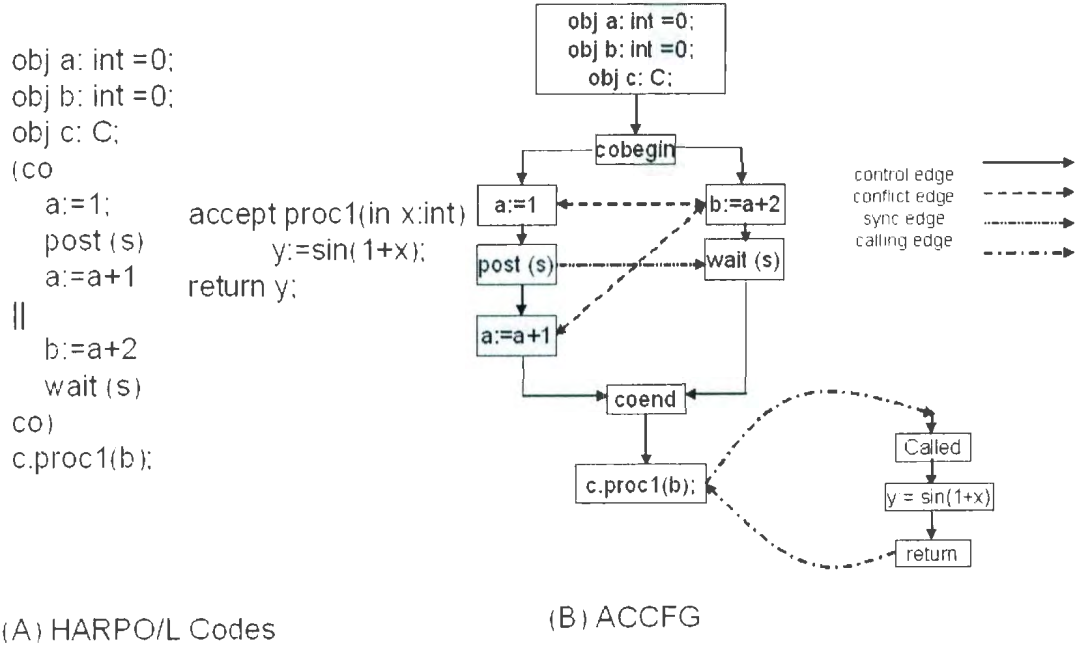 obj a: int =0;
obj b: int =0;
obj c: C;
(co
a:=1;
post (s)
a:=a+1
||
b:=a+2
wait (s)
co)
c.proc1(b);
accept proc1(in x:int)
y:=sin(1+x);
return y;
(A) HARPO/L Codes
obj a: int =0;
obj b: int =0;
obj c: C;
cobegin
a:=1
b:=a+2
post (s)
wait (s)
a:=a+1
coend
c.proc1(b);
Called
y = sin(1+x)
return
control edge
conflict edge
sync edge
calling edge
(B) ACCFG